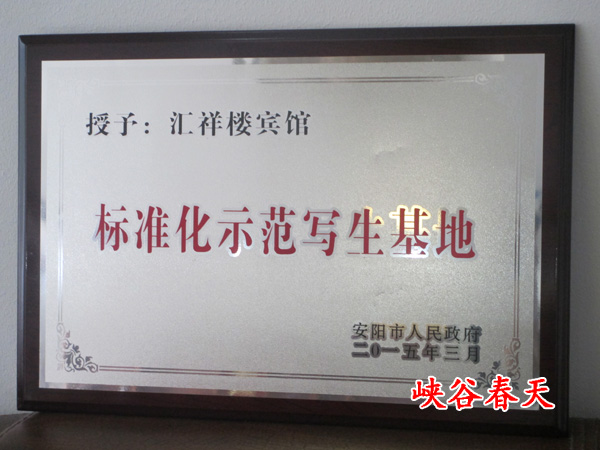 授予：汇祥楼宾馆
标准化示范写生基地
安阳市人民政府
二〇一五年三月
峡谷春天